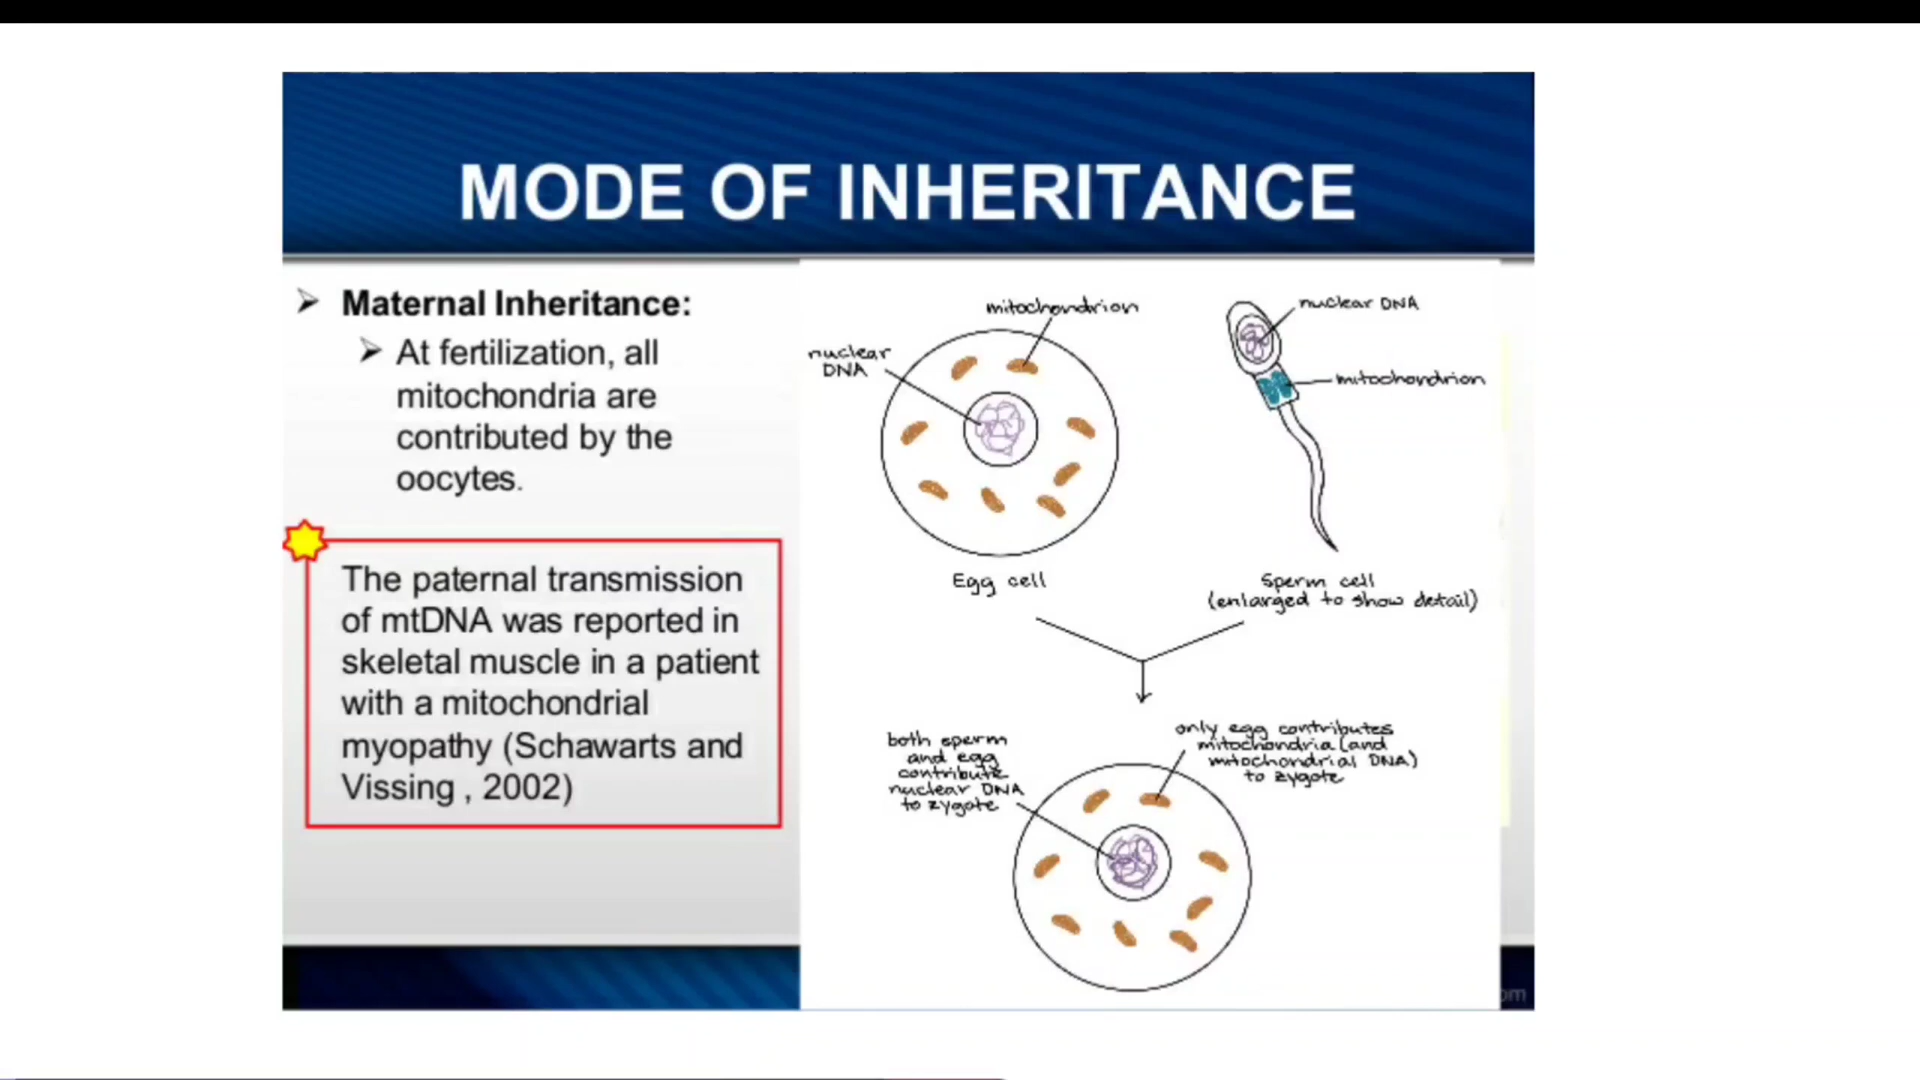 MODE OF INHERITANCE
Maternal Inheritance:
At fertilization, all
mitochondria are
contributed by the
oocytes.
The paternal transmission
of mtDNA was reported in
skeletal muscle in a patient
with a mitochondrial
myopathy (Schawarts and
Vissing , 2002)
mitochondrion
nuclear
DNA
Egg cell
nuclear DNA
mitochondrion
Sperm cell
(enlarged to show detail)
both sperm
and egg
contribute
nuclear DNA
to zygote
only egg contributes
mitochondria (and
mitochondrial DNA)
to zygote